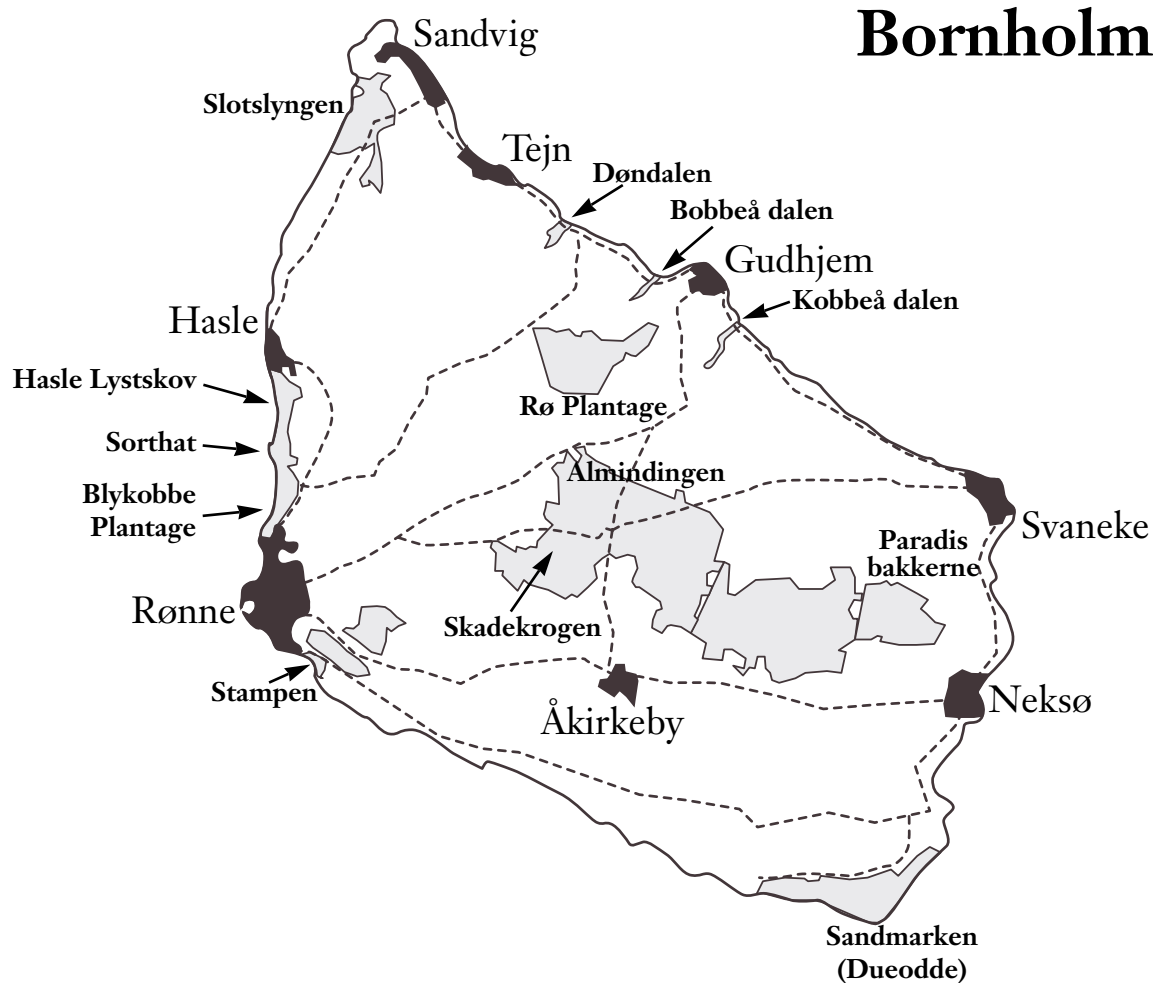 Bornholm
Sandvig
Slotslyngen
Tejn
Døndalen
Bobbeå dalen
Gudhjem
Kobbeå dalen
Hasle
Hasle Lystskov
Rø Plantage
Sorthat
Almindingen
Blykobbe
Plantage
Svaneke
Paradis
bakkerne
Rønne
Skadekrogen
Stampen
Neksø
Åkirkeby
Sandmarken
(Dueodde)